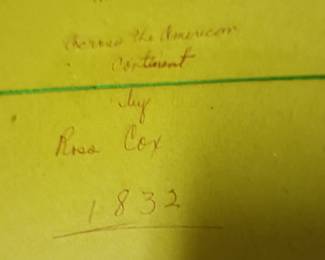 across the American
Continent
by
Ross Cox
1832